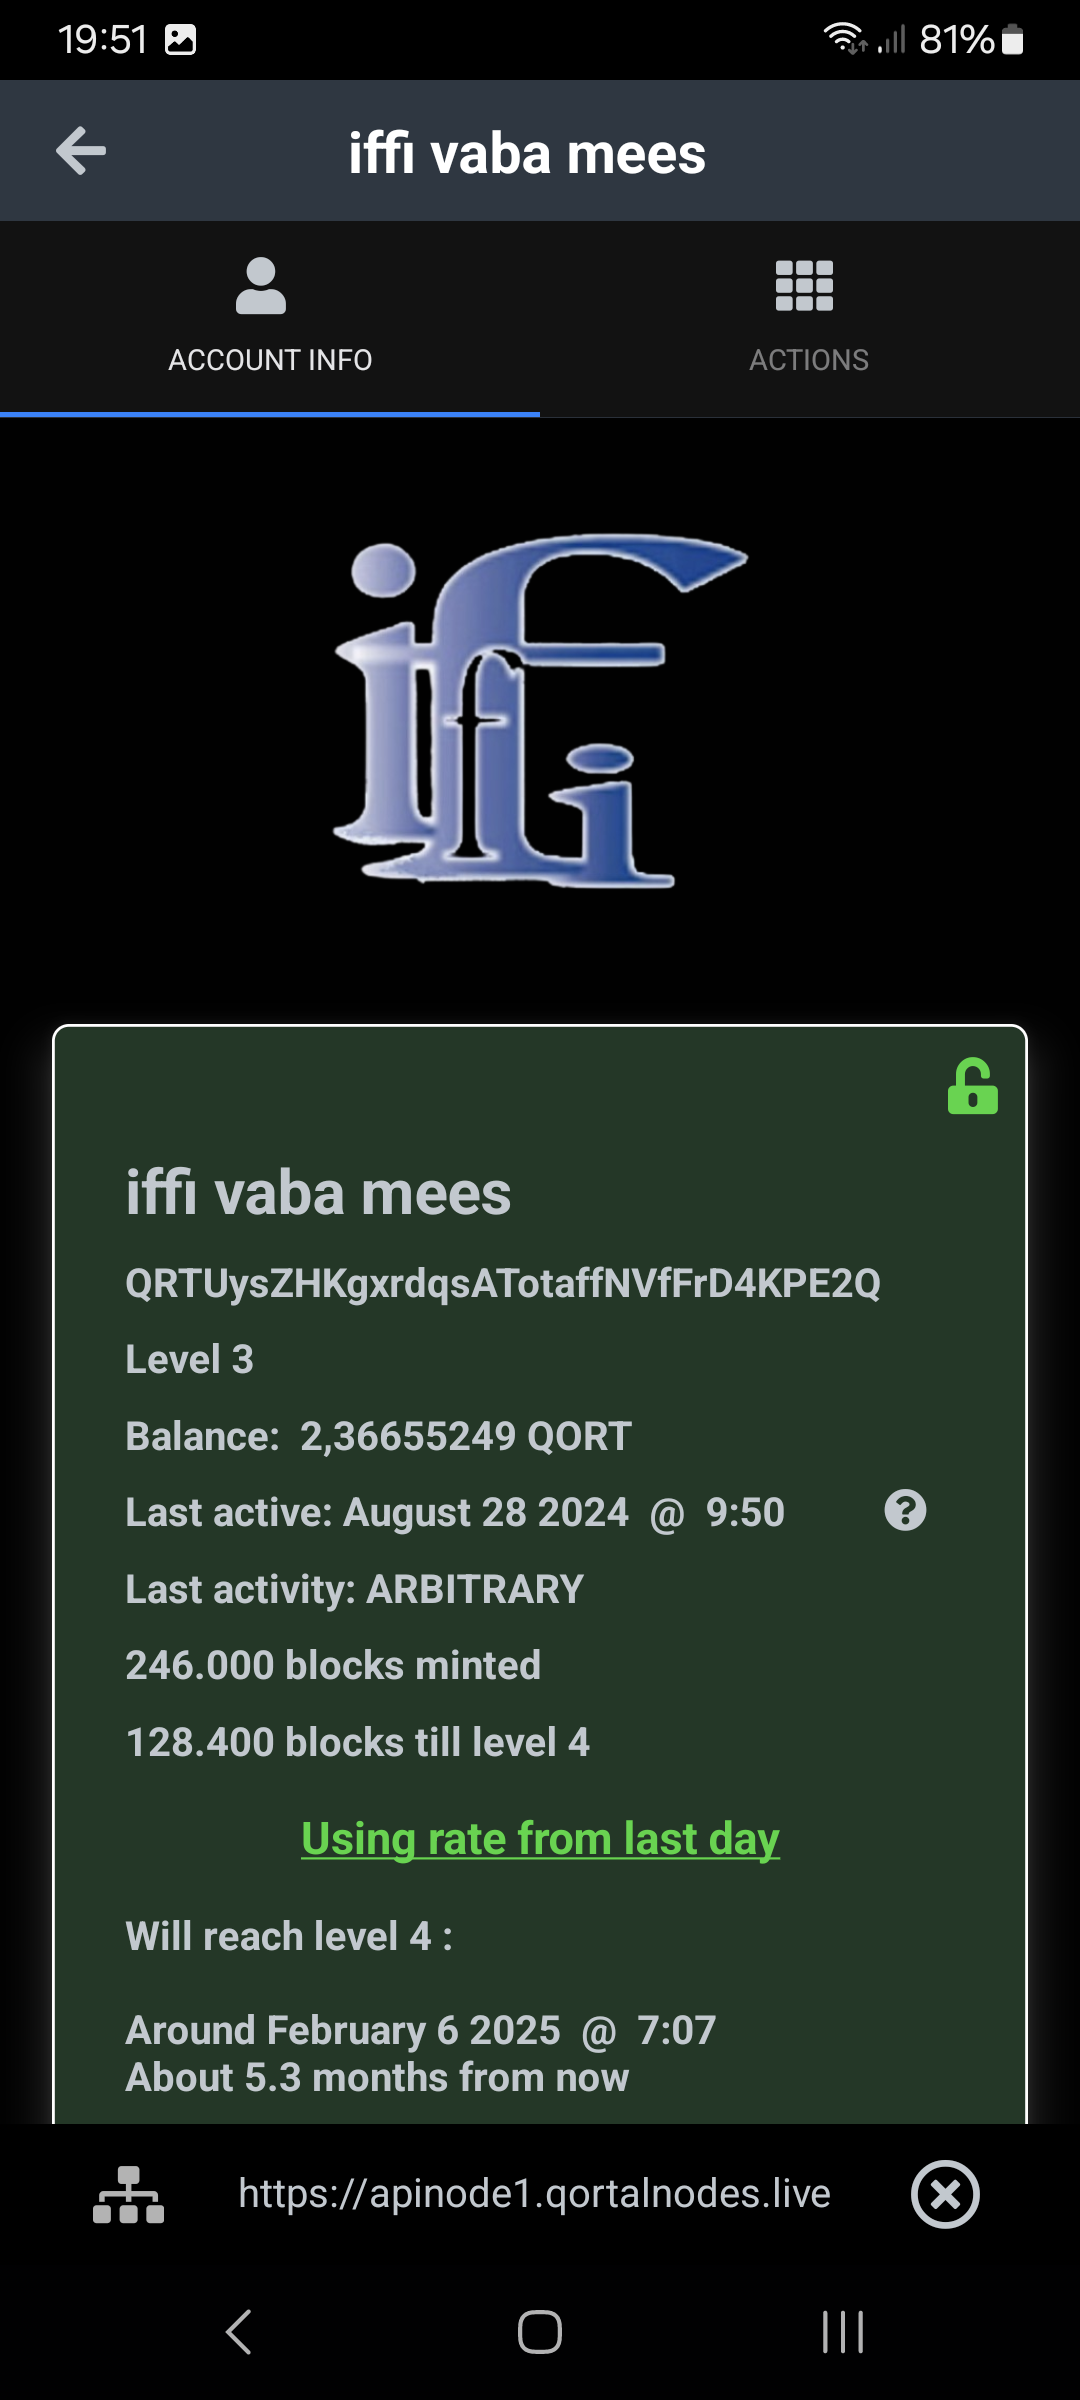 19:51
81%
iffi vaba mees
ACCOUNT INFO
ACTIONS
iffi
iffi vaba mees
QRTUysZHKgxrdqsATotaffNVfFrD4KPE2Q
Level 3
Balance: 2,36655249 QORT
Last active: August 28 2024 @ 9:50
Last activity: ARBITRARY
246.000 blocks minted
128.400 blocks till level 4
Using rate from last day
Will reach level 4 :
Around February 6 2025 @ 7:07
About 5.3 months from now
https://apinode1.qortalnodes.live